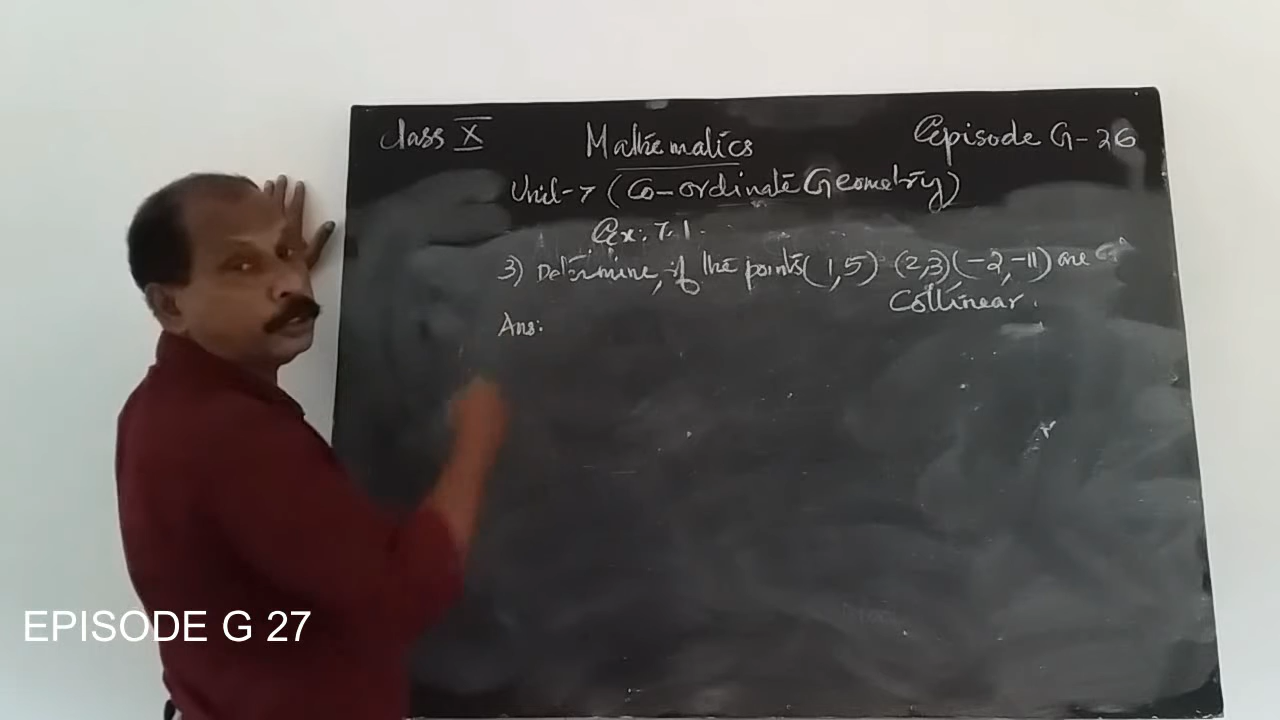 Class X
Mathematics
Episode G-26
Unit-7 (Co-ordinate Geometry)
Ex: 7.1.
3) Determine, if the points (1,5) (2,3) (-2,-11) are
Collinear.
Ans:
EPISODE G 27